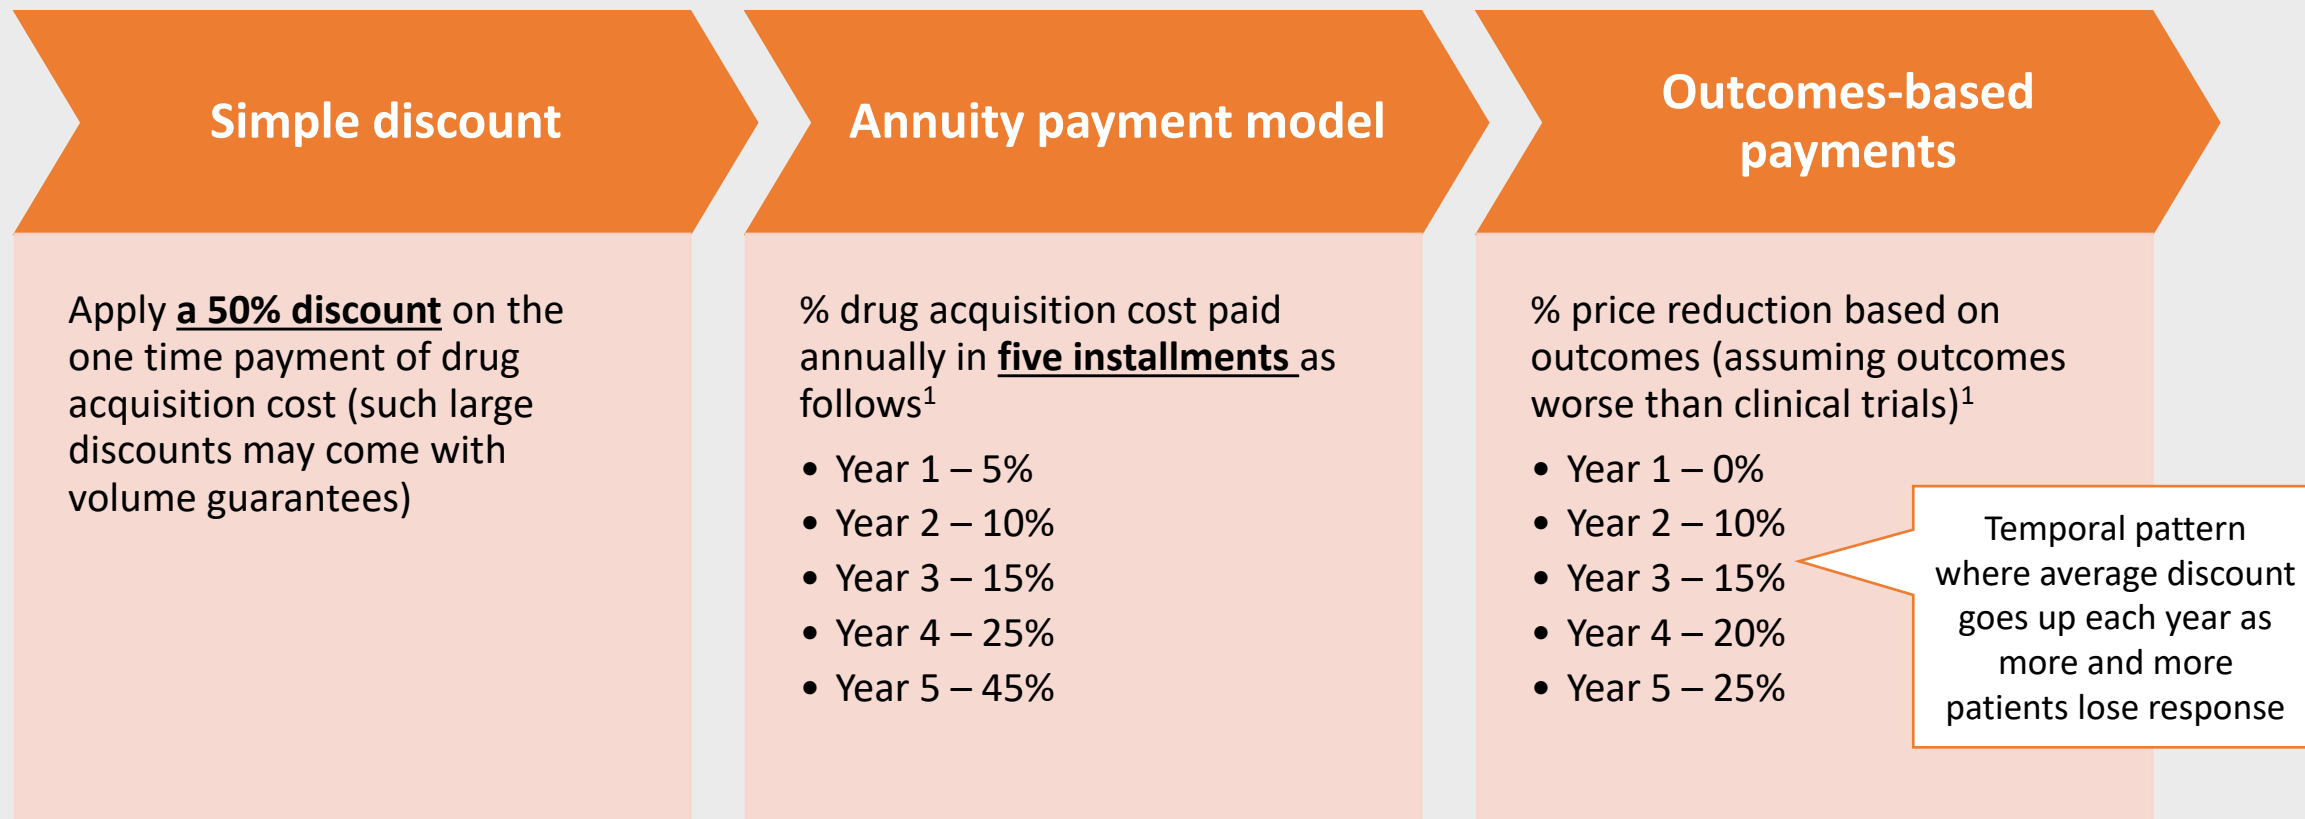 Simple discount
Apply a 50% discount on the
one time payment of drug
acquisition cost (such large
discounts may come with
volume guarantees)
Annuity payment model
% drug acquisition cost paid
annually in five installments as
follows1
• Year 1 – 5%
• Year 2 – 10%
• Year 3 – 15%
• Year 4 – 25%
• Year 5 – 45%
Outcomes-based
payments
% price reduction based on
outcomes (assuming outcomes
worse than clinical trials)1
• Year 1 – 0%
• Year 2 – 10%
• Year 3 – 15%
• Year 4 – 20%
• Year 5 – 25%
Temporal pattern
where average discount
goes up each year as
more and more
patients lose response